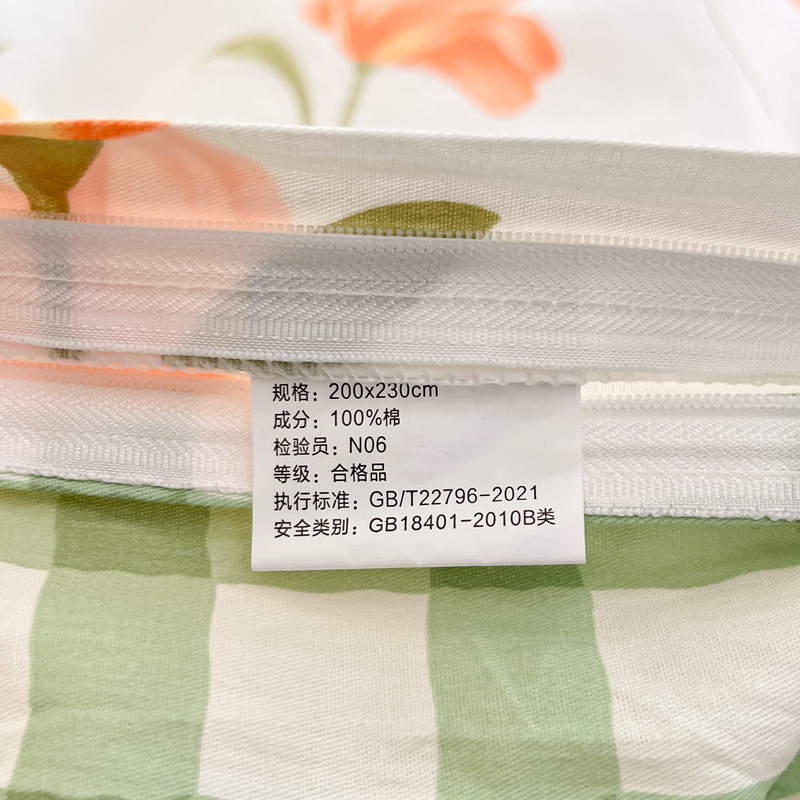 规格：200x230cm
成分：100%棉
检验员：N06
等级：合格品
执行标准：GB/T22796-2021
安全类别：GB18401-2010B类